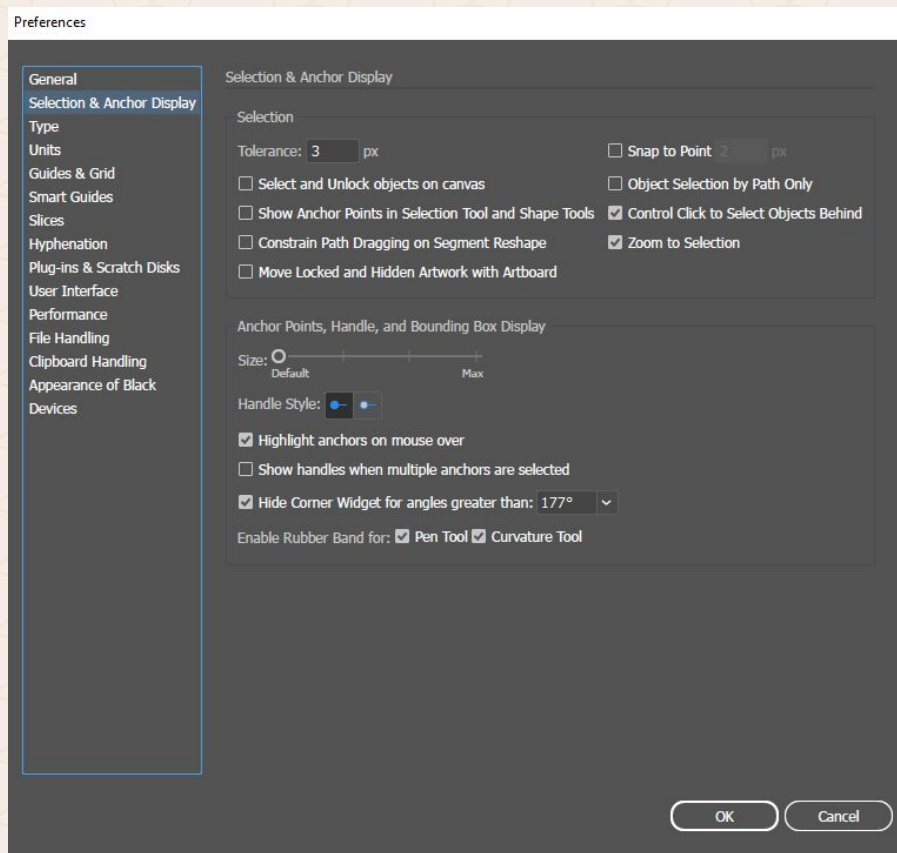 Preferences
General
Selection & Anchor Display
Type
Units
Guides & Grid
Smart Guides
Slices
Hyphenation
Plug-ins & Scratch Disks
User Interface
Performance
File Handling
Clipboard Handling
Appearance of Black
Devices
Selection & Anchor Display
Selection
Tolerance: 3 px
Snap to Point 2 px
Select and Unlock objects on canvas
Object Selection by Path Only
Show Anchor Points in Selection Tool and Shape Tools
Control Click to Select Objects Behind
Constrain Path Dragging on Segment Reshape
Zoom to Selection
Move Locked and Hidden Artwork with Artboard
Anchor Points, Handle, and Bounding Box Display
Size:
Default Max
Handle Style:
Highlight anchors on mouse over
Show handles when multiple anchors are selected
Hide Corner Widget for angles greater than: 177°
Enable Rubber Band for: Pen Tool Curvature Tool
OK Cancel